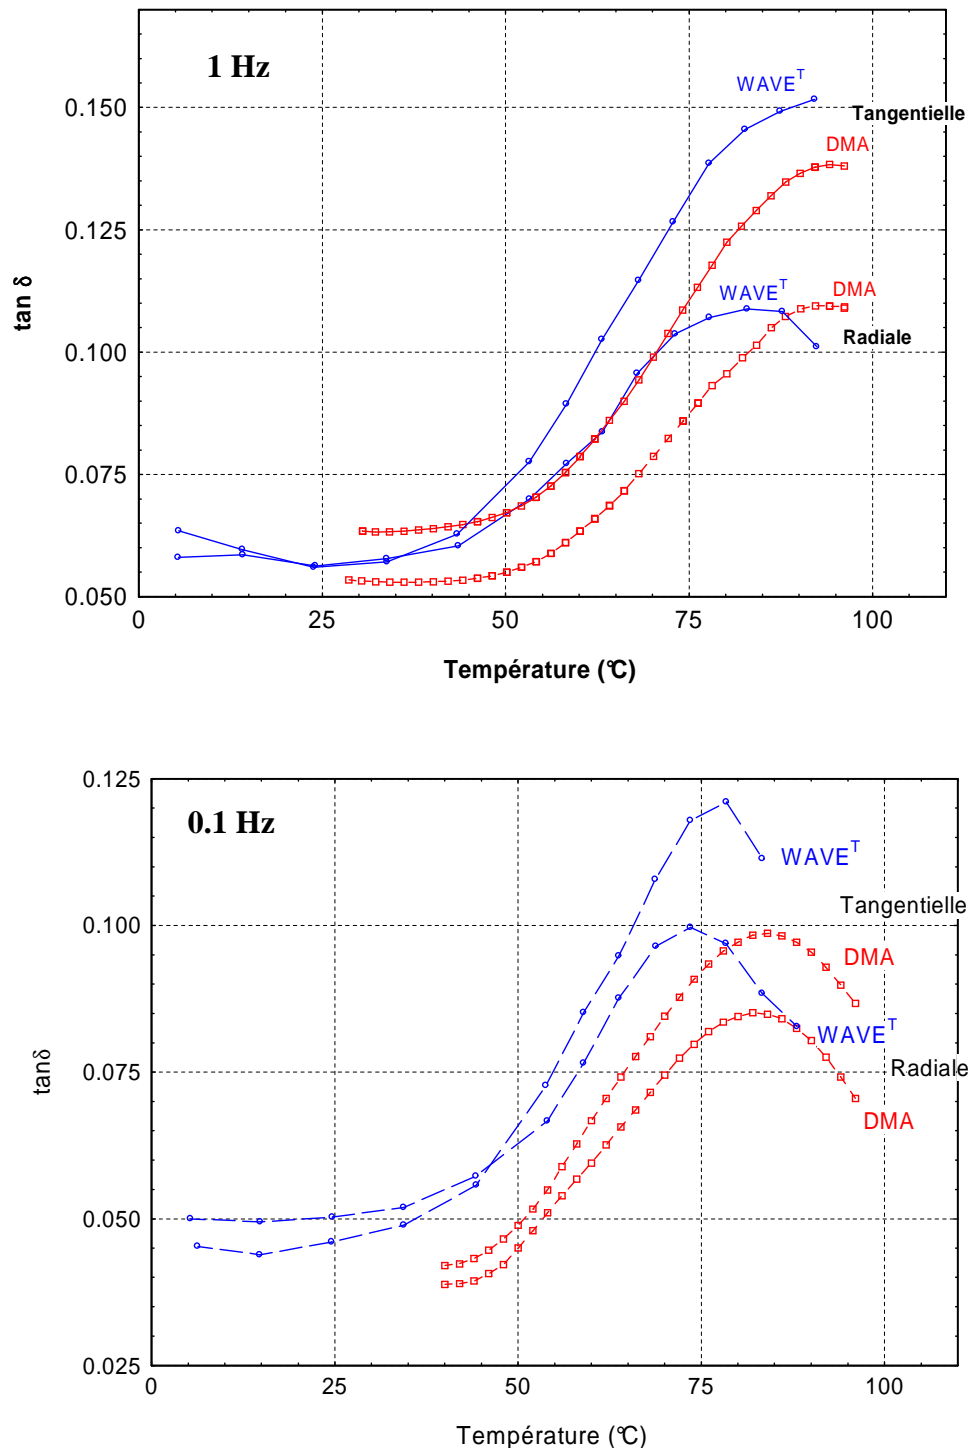 1 Hz
WAVE^T
0.150
Tangentielle
DMA
0.125
tan δ
WAVE^T
DMA
0.100
Radiale
0.075
0.050
0 25 50 75 100
Température (°C)
0.125
0.1 Hz
WAVE^T
Tangentielle
0.100
DMA
WAVE^T
tanδ
0.075
Radiale
DMA
0.050
0.025
0 25 50 75 100
Température (°C)